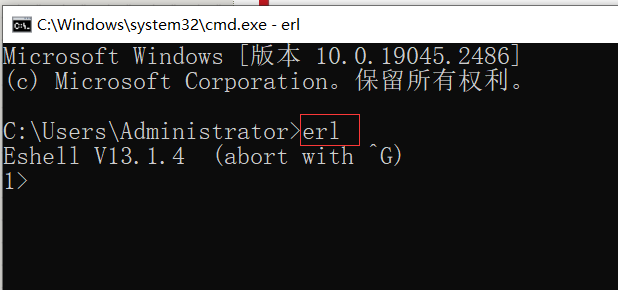 C:\Windows\system32\cmd.exe - erl
Microsoft Windows [版本 10.0.19045.2486]
(c) Microsoft Corporation。保留所有权利。
C:\Users\Administrator>erl
Eshell V13.1.4  (abort with ^G)
1>